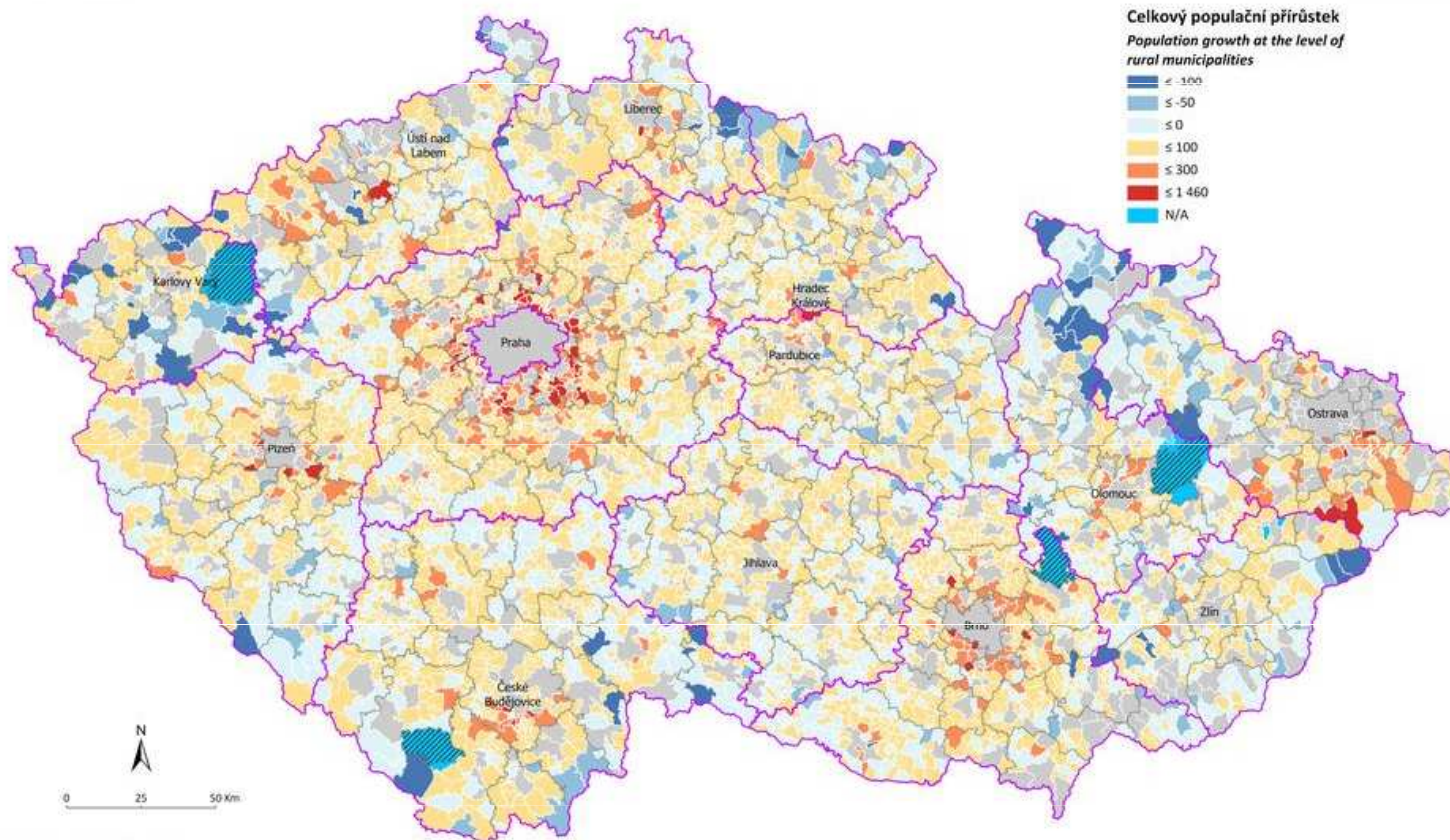 Celkový populační přírůstek
Population growth at the level of
rural municipalities
≤ -100
≤ -50
≤ 0
≤ 100
≤ 300
≤ 1 460
N/A
Liberec
Ústí nad
Labem
Karlovy Vary
Hradec
Králové
Praha
Pardubice
Ostrava
Plzeň
Olomouc
Jihlava
Zlín
Brno
České
Budějovice
N
0 25 50 Km